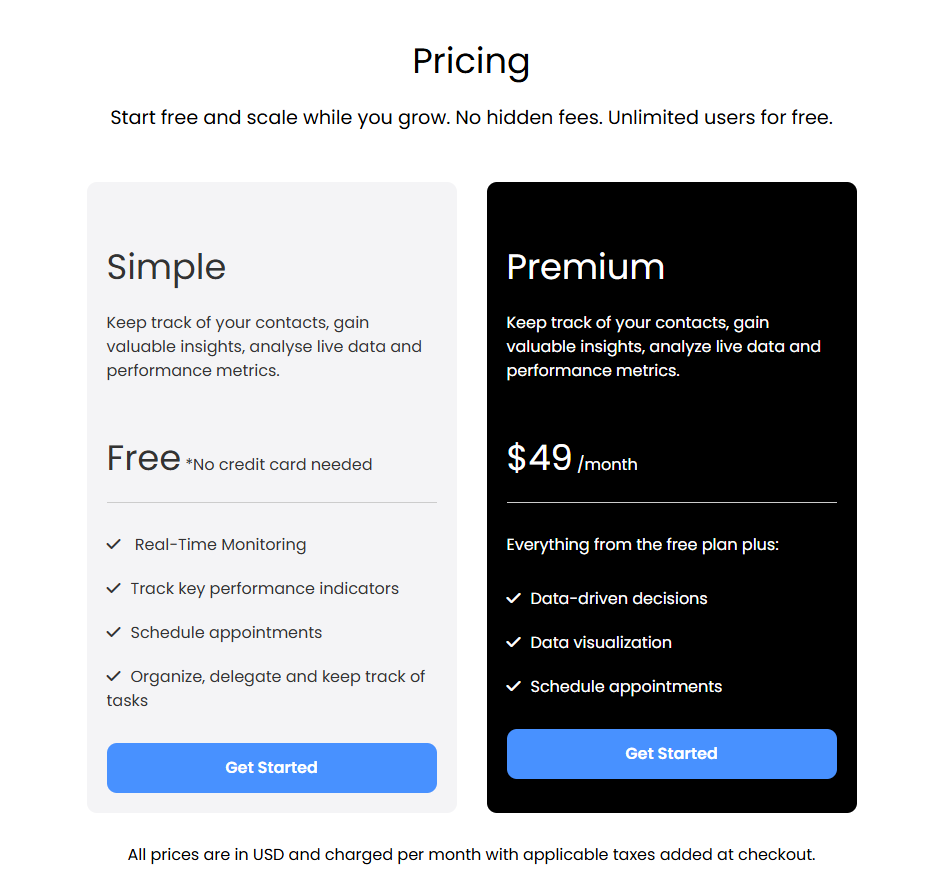 Pricing
Start free and scale while you grow. No hidden fees. Unlimited users for free.
Simple
Keep track of your contacts, gain
valuable insights, analyse live data and
performance metrics.
Free *No credit card needed
Real-Time Monitoring
Track key performance indicators
Schedule appointments
Organize, delegate and keep track of
tasks
Get Started
Premium
Keep track of your contacts, gain
valuable insights, analyze live data and
performance metrics.
$49 /month
Everything from the free plan plus:
Data-driven decisions
Data visualization
Schedule appointments
Get Started
All prices are in USD and charged per month with applicable taxes added at checkout.